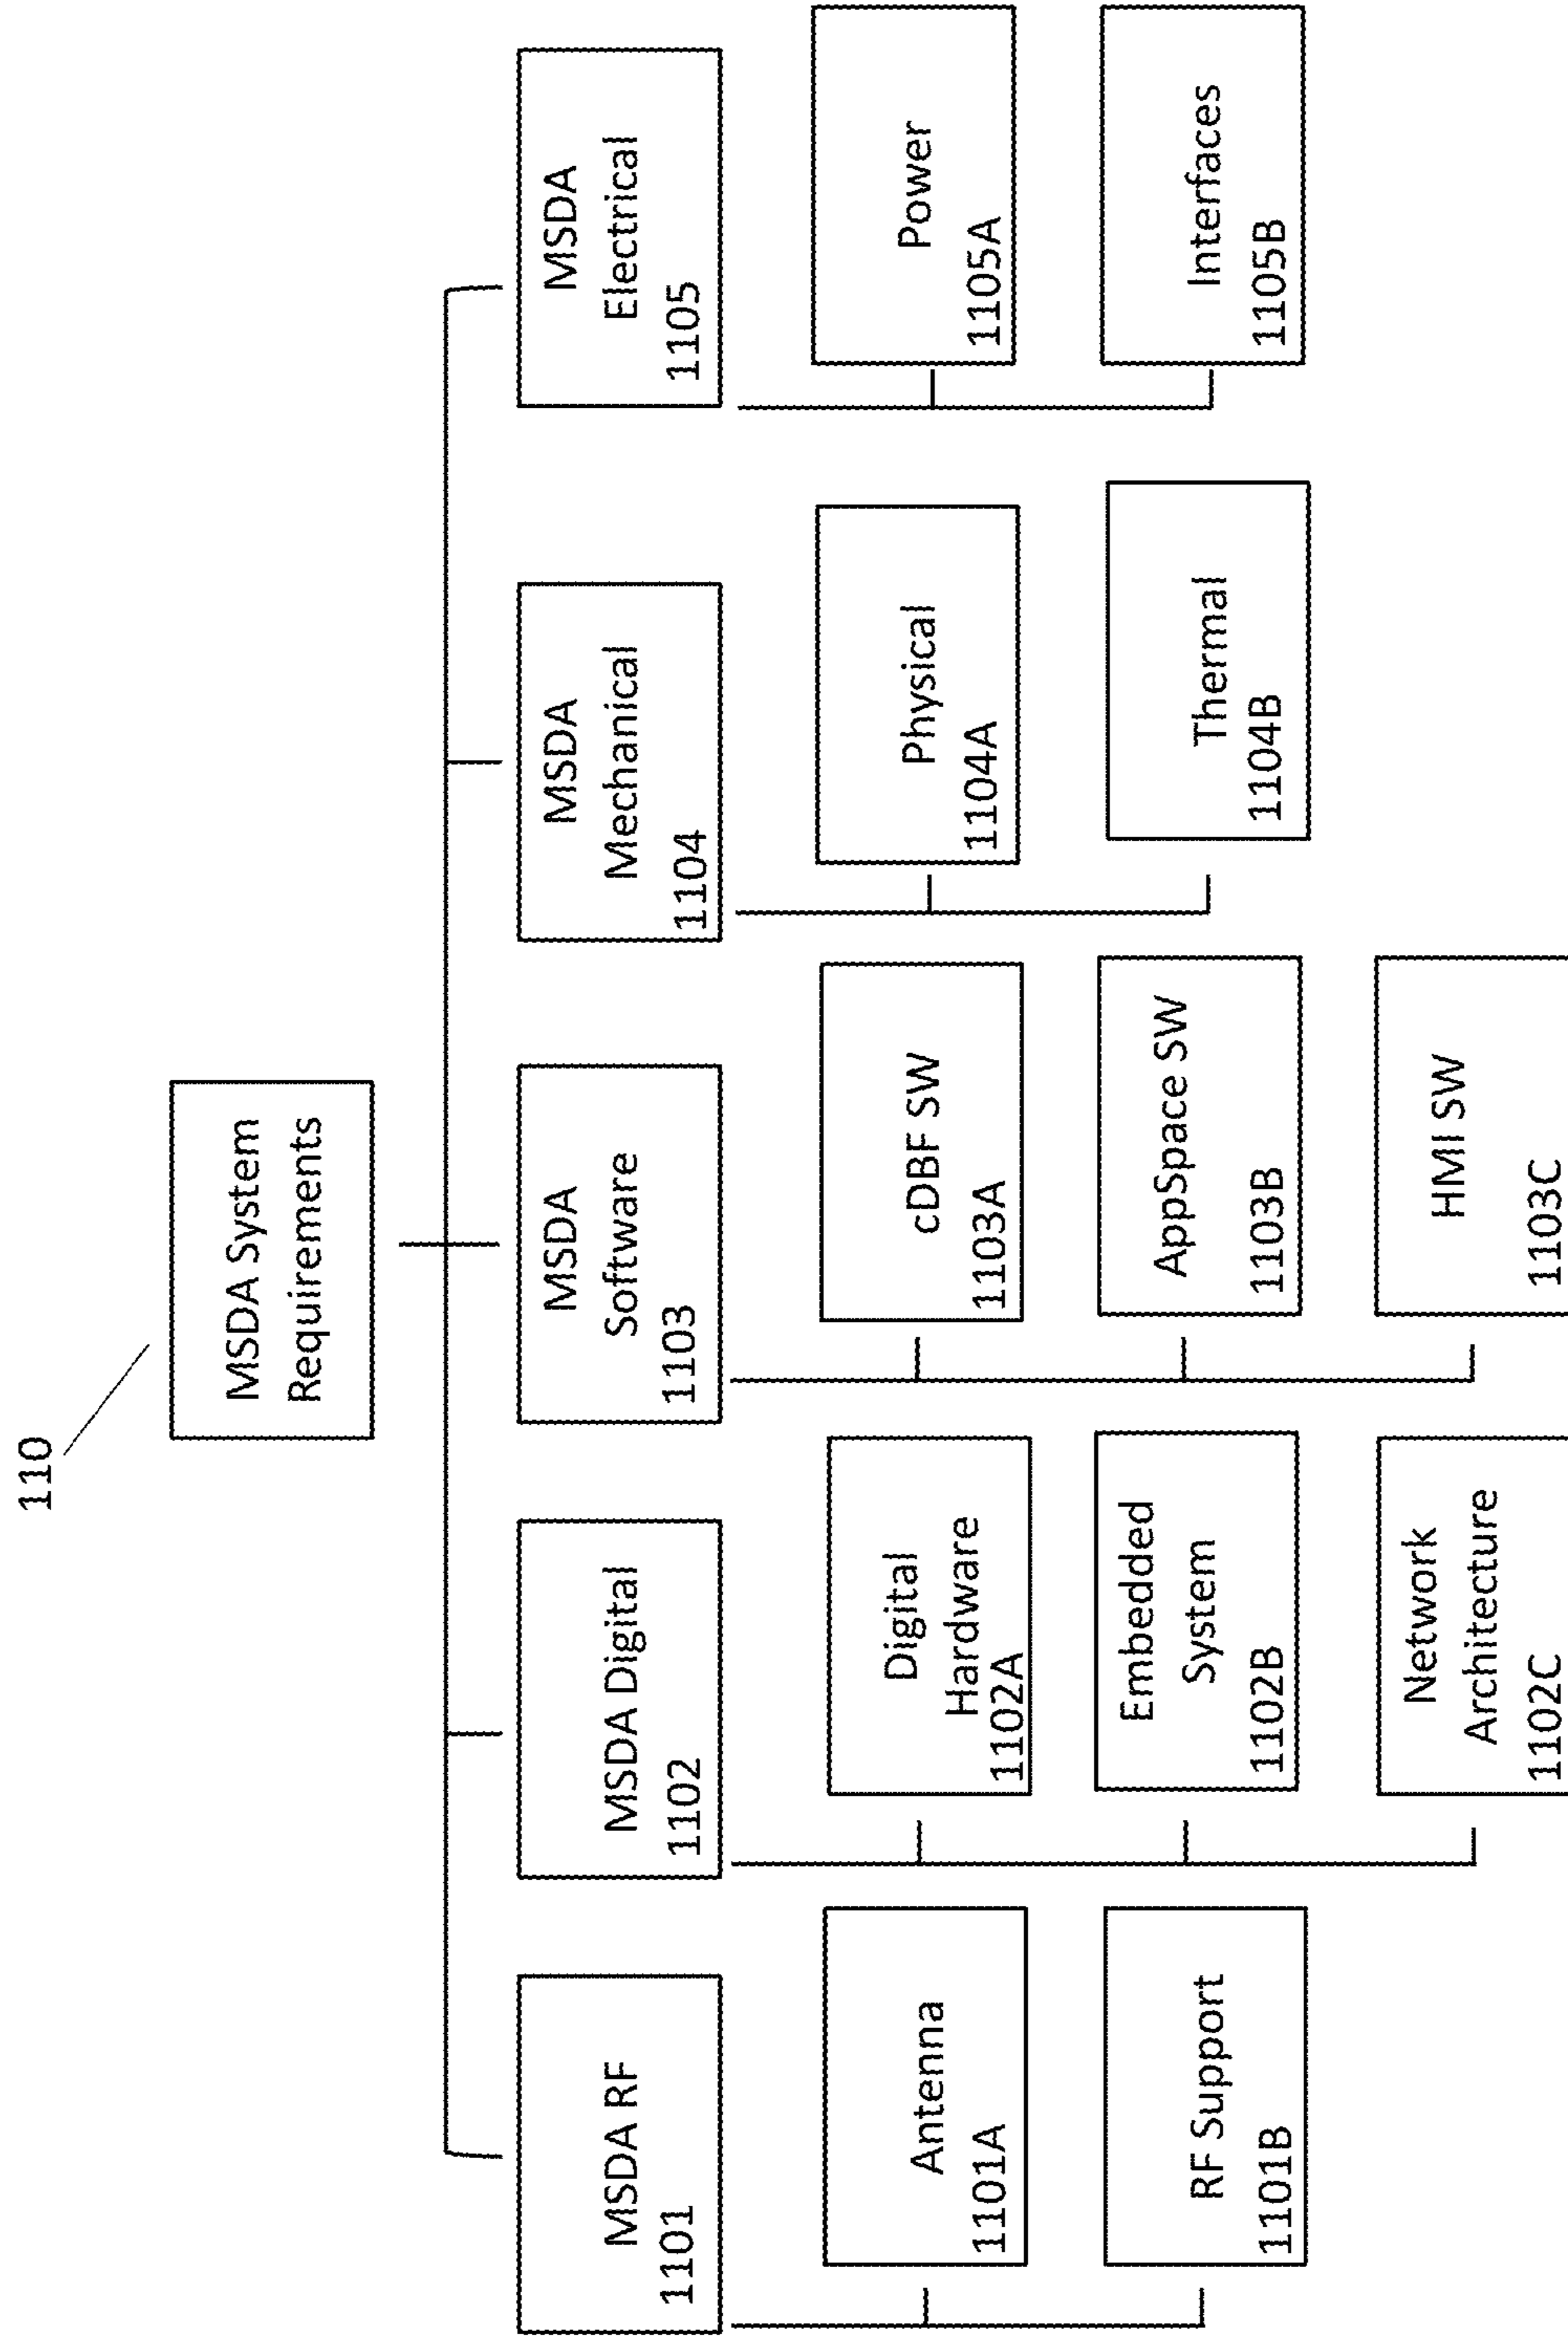 110
MSDA System
Requirements
MSDA RF
1101
Antenna
1101A
RF Support
1101B
MSDA Digital
1102
Digital
Hardware
1102A
Embedded
System
1102B
Network
Architecture
1102C
MSDA
Software
1103
cDBF SW
1103A
AppSpace SW
1103B
HMI SW
1103C
MSDA
Mechanical
1104
Physical
1104A
Thermal
1104B
MSDA
Electrical
1105
Power
1105A
Interfaces
1105B